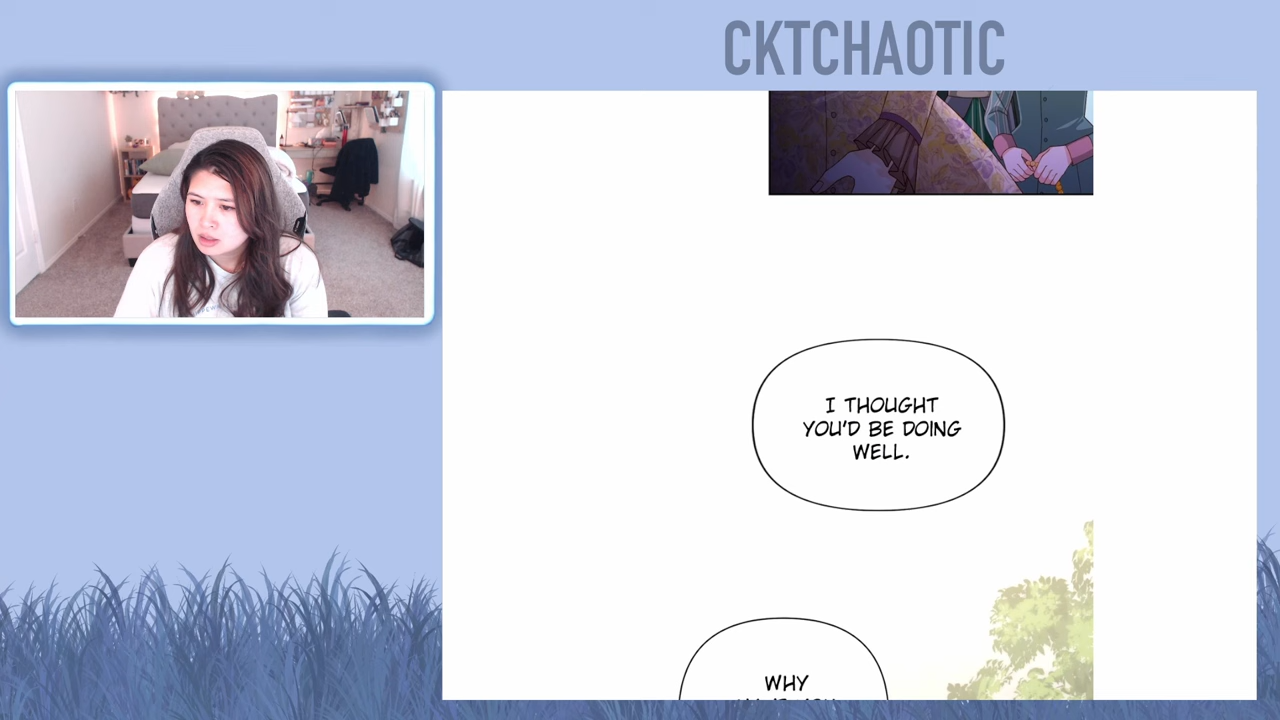 CKTCHAOTIC
I THOUGHT
YOU'D BE DOING
WELL.
WHY